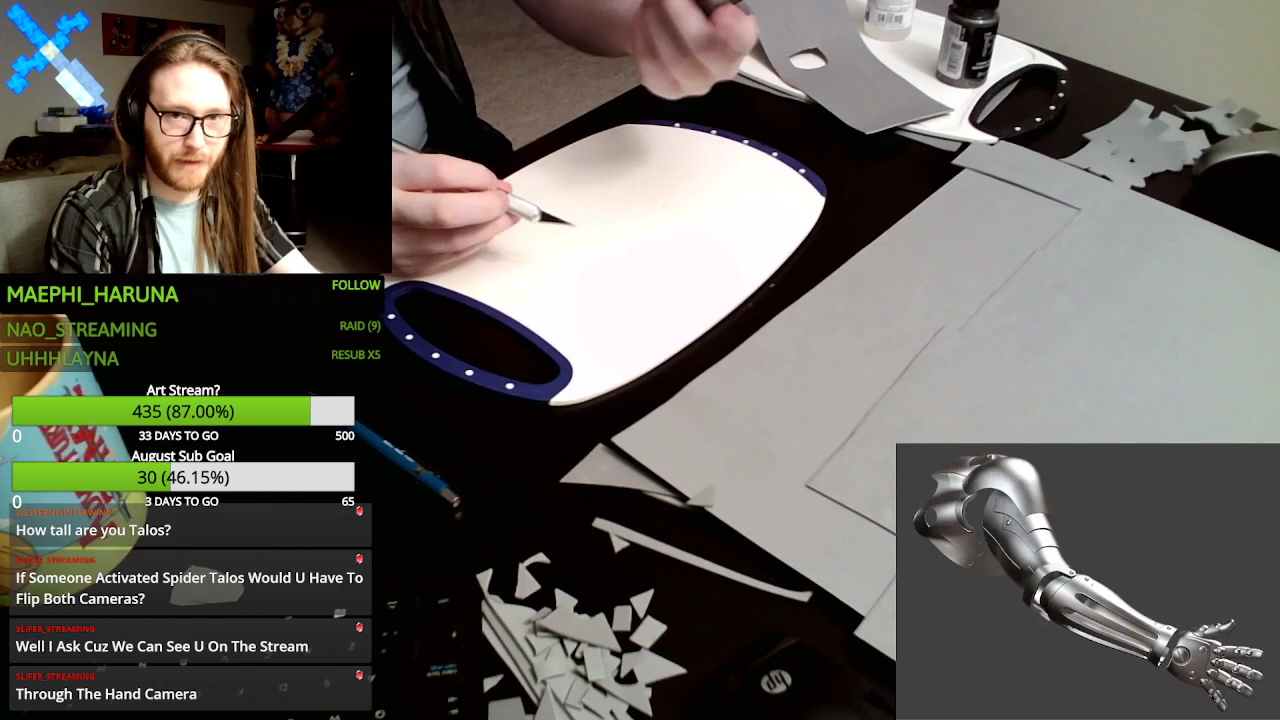 MAEPHI_HARUNA
FOLLOW
NAO_STREAMING
RAID (9)
UHHHLAYNA
RESUB X5
Art Stream?
435 (87.00%)
0
33 DAYS TO GO
500
August Sub Goal
30 (46.15%)
0
3 DAYS TO GO
65
How tall are you Talos?
SLIFER_STREAMING
If Someone Activated Spider Talos Would U Have To
Flip Both Cameras?
SLIFER_STREAMING
Well I Ask Cuz We Can See U On The Stream
SLIFER_STREAMING
Through The Hand Camera
hp